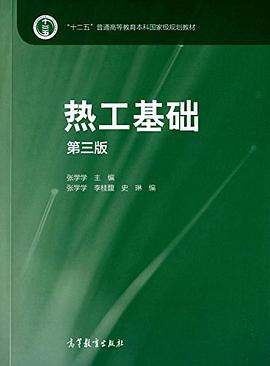 “十二五”普通高等教育本科国家级规划教材
热工基础
第三版
张学学 主 编
张学学 李桂馥 史 琳 编
高等教育出版社